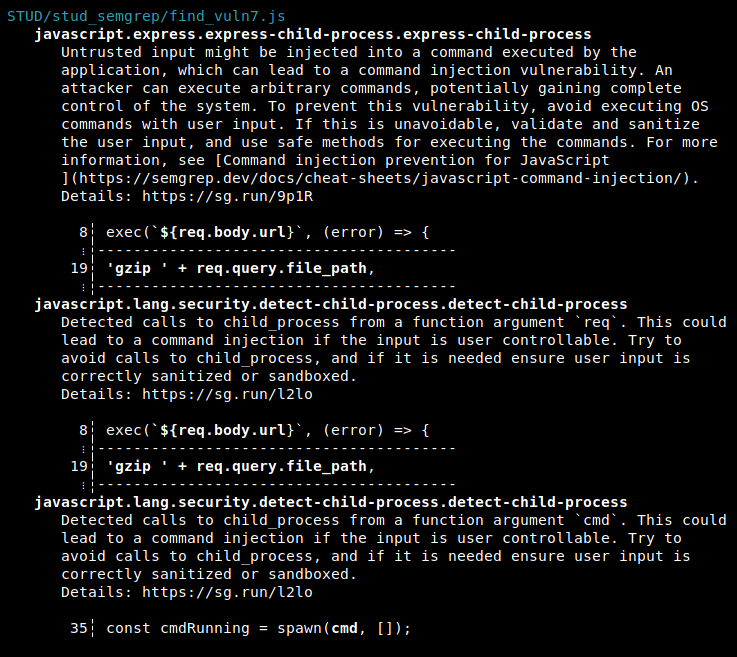 STUD/stud_semgrep/find_vuln7.js
javascript.express.express-child-process.express-child-process
Untrusted input might be injected into a command executed by the
application, which can lead to a command injection vulnerability. An
attacker can execute arbitrary commands, potentially gaining complete
control of the system. To prevent this vulnerability, avoid executing OS
commands with user input. If this is unavoidable, validate and sanitize
the user input, and use safe methods for executing the commands. For more
information, see [Command injection prevention for JavaScript
](https://semgrep.dev/docs/cheat-sheets/javascript-command-injection/).
Details: https://sg.run/9p1R
8┆ exec(`${req.body.url}`, (error) => {
⋮┆----------------------------------------
19┆ 'gzip ' + req.query.file_path,
⋮┆----------------------------------------
javascript.lang.security.detect-child-process.detect-child-process
Detected calls to child_process from a function argument `req`. This could
lead to a command injection if the input is user controllable. Try to
avoid calls to child_process, and if it is needed ensure user input is
correctly sanitized or sandboxed.
Details: https://sg.run/l2lo
8┆ exec(`${req.body.url}`, (error) => {
⋮┆----------------------------------------
19┆ 'gzip ' + req.query.file_path,
⋮┆----------------------------------------
javascript.lang.security.detect-child-process.detect-child-process
Detected calls to child_process from a function argument `cmd`. This could
lead to a command injection if the input is user controllable. Try to
avoid calls to child_process, and if it is needed ensure user input is
correctly sanitized or sandboxed.
Details: https://sg.run/l2lo
35┆ const cmdRunning = spawn(cmd, []);